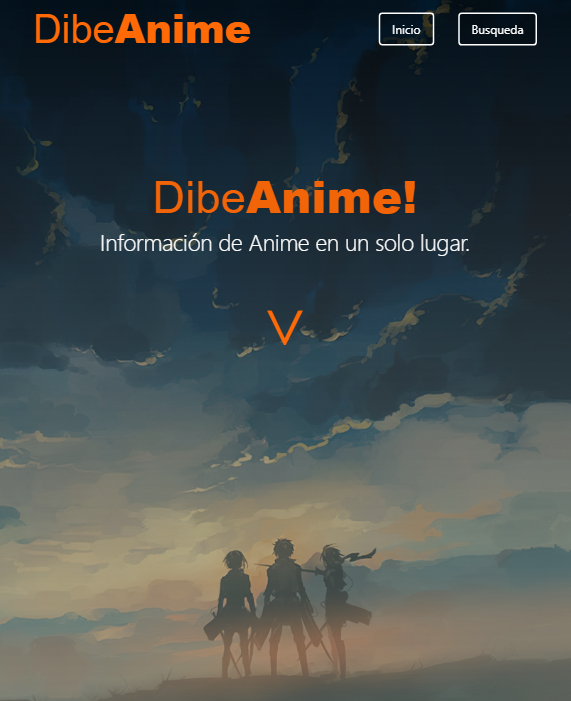 DibeAnime
Inicio
Busqueda
DibeAnime!
Información de Anime en un solo lugar.